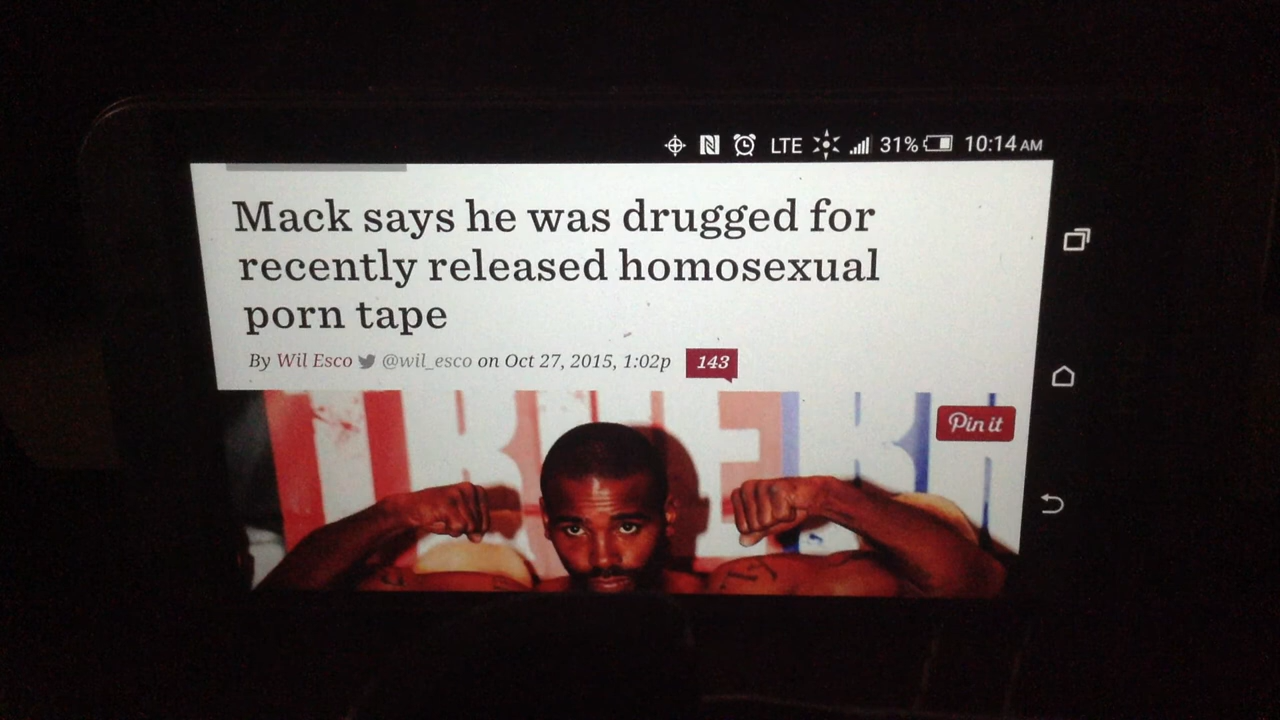 LTE 31% 10:14 AM
Mack says he was drugged for
recently released homosexual
porn tape
By Wil Esco @wil_esco on Oct 27, 2015, 1:02p 143
Pin it